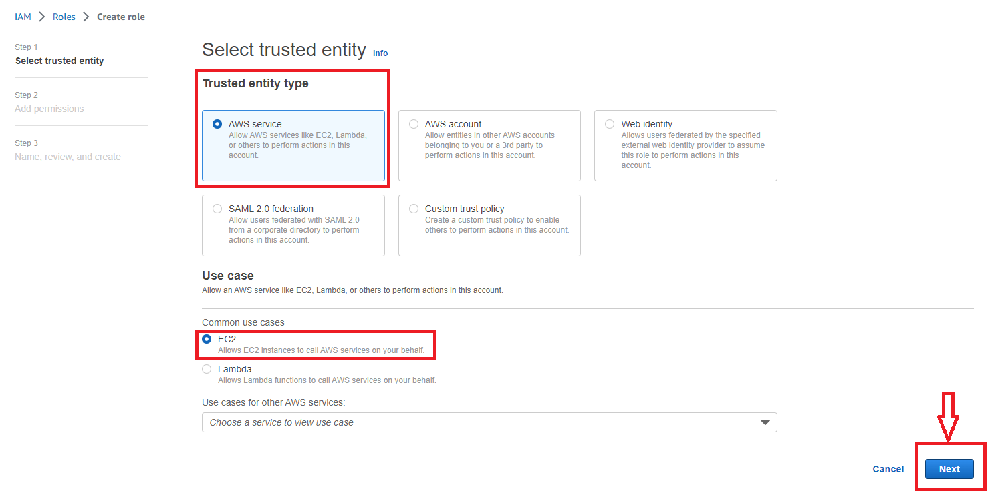 IAM > Roles > Create role
Step 1
Select trusted entity
Step 2
Add permissions
Step 3
Name, review, and create
Select trusted entity Info
Trusted entity type
AWS service
Allow AWS services like EC2, Lambda,
or others to perform actions in this
account.
AWS account
Allow entities in other AWS accounts
belonging to you or a 3rd party to
perform actions in this account.
Web identity
Allows users federated by the specified
external web identity provider to assume
this role to perform actions in this
account.
SAML 2.0 federation
Allow users federated with SAML 2.0
from a corporate directory to perform
actions in this account.
Custom trust policy
Create a custom trust policy to enable
others to perform actions in this account.
Use case
Allow an AWS service like EC2, Lambda, or others to perform actions in this account.
Common use cases
EC2
Allows EC2 instances to call AWS services on your behalf.
Lambda
Allows Lambda functions to call AWS services on your behalf.
Use cases for other AWS services:
Choose a service to view use case
Cancel Next